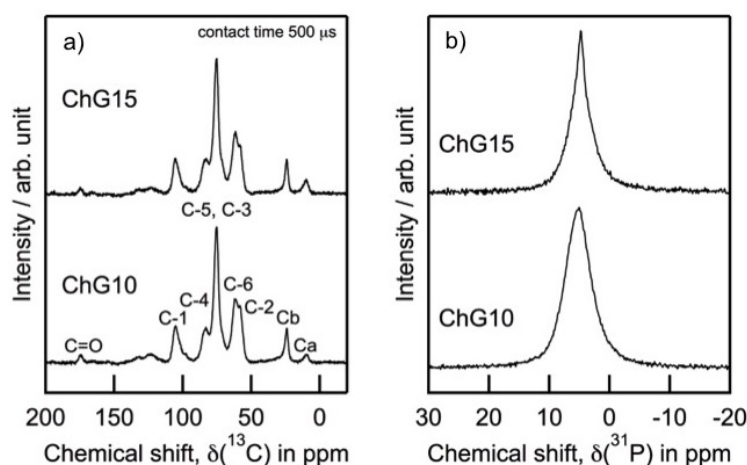 a)
contact time 500 μs
ChG15
C-5, C-3
ChG10
C-6
C-4
C-2
C-1
Cb
C=O
Ca
200 150 100 50 0
Chemical shift, δ(¹³C) in ppm
Intensity / arb. unit
b)
ChG15
ChG10
30 20 10 0 -10 -20
Chemical shift, δ(³¹P) in ppm
Intensity / arb. unit